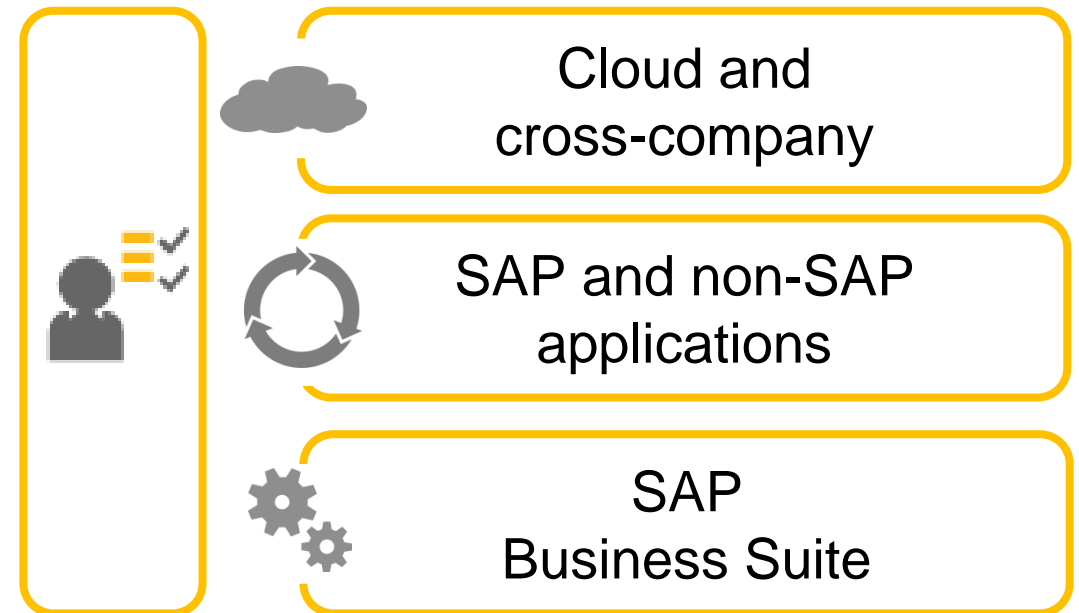 Cloud and
cross-company
SAP and non-SAP
applications
SAP
Business Suite